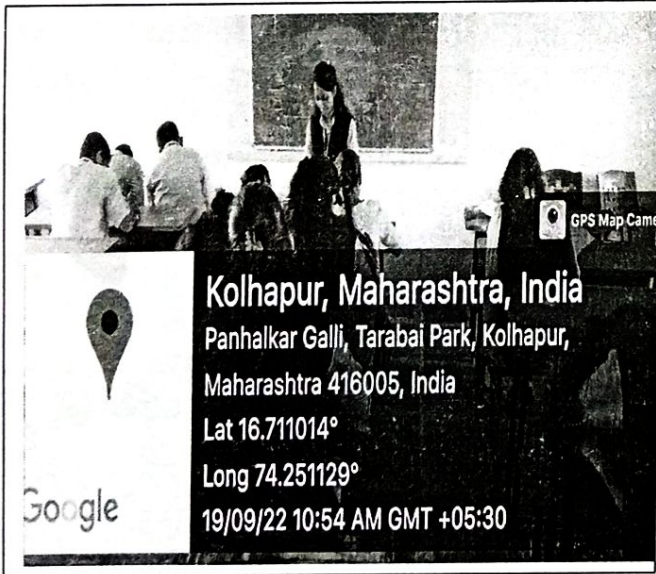 GPS Map Came
Kolhapur, Maharashtra, India
Panhalkar Galli, Tarabai Park, Kolhapur,
Maharashtra 416005, India
Lat 16.711014°
Long 74.251129°
19/09/22 10:54 AM GMT +05:30
Google